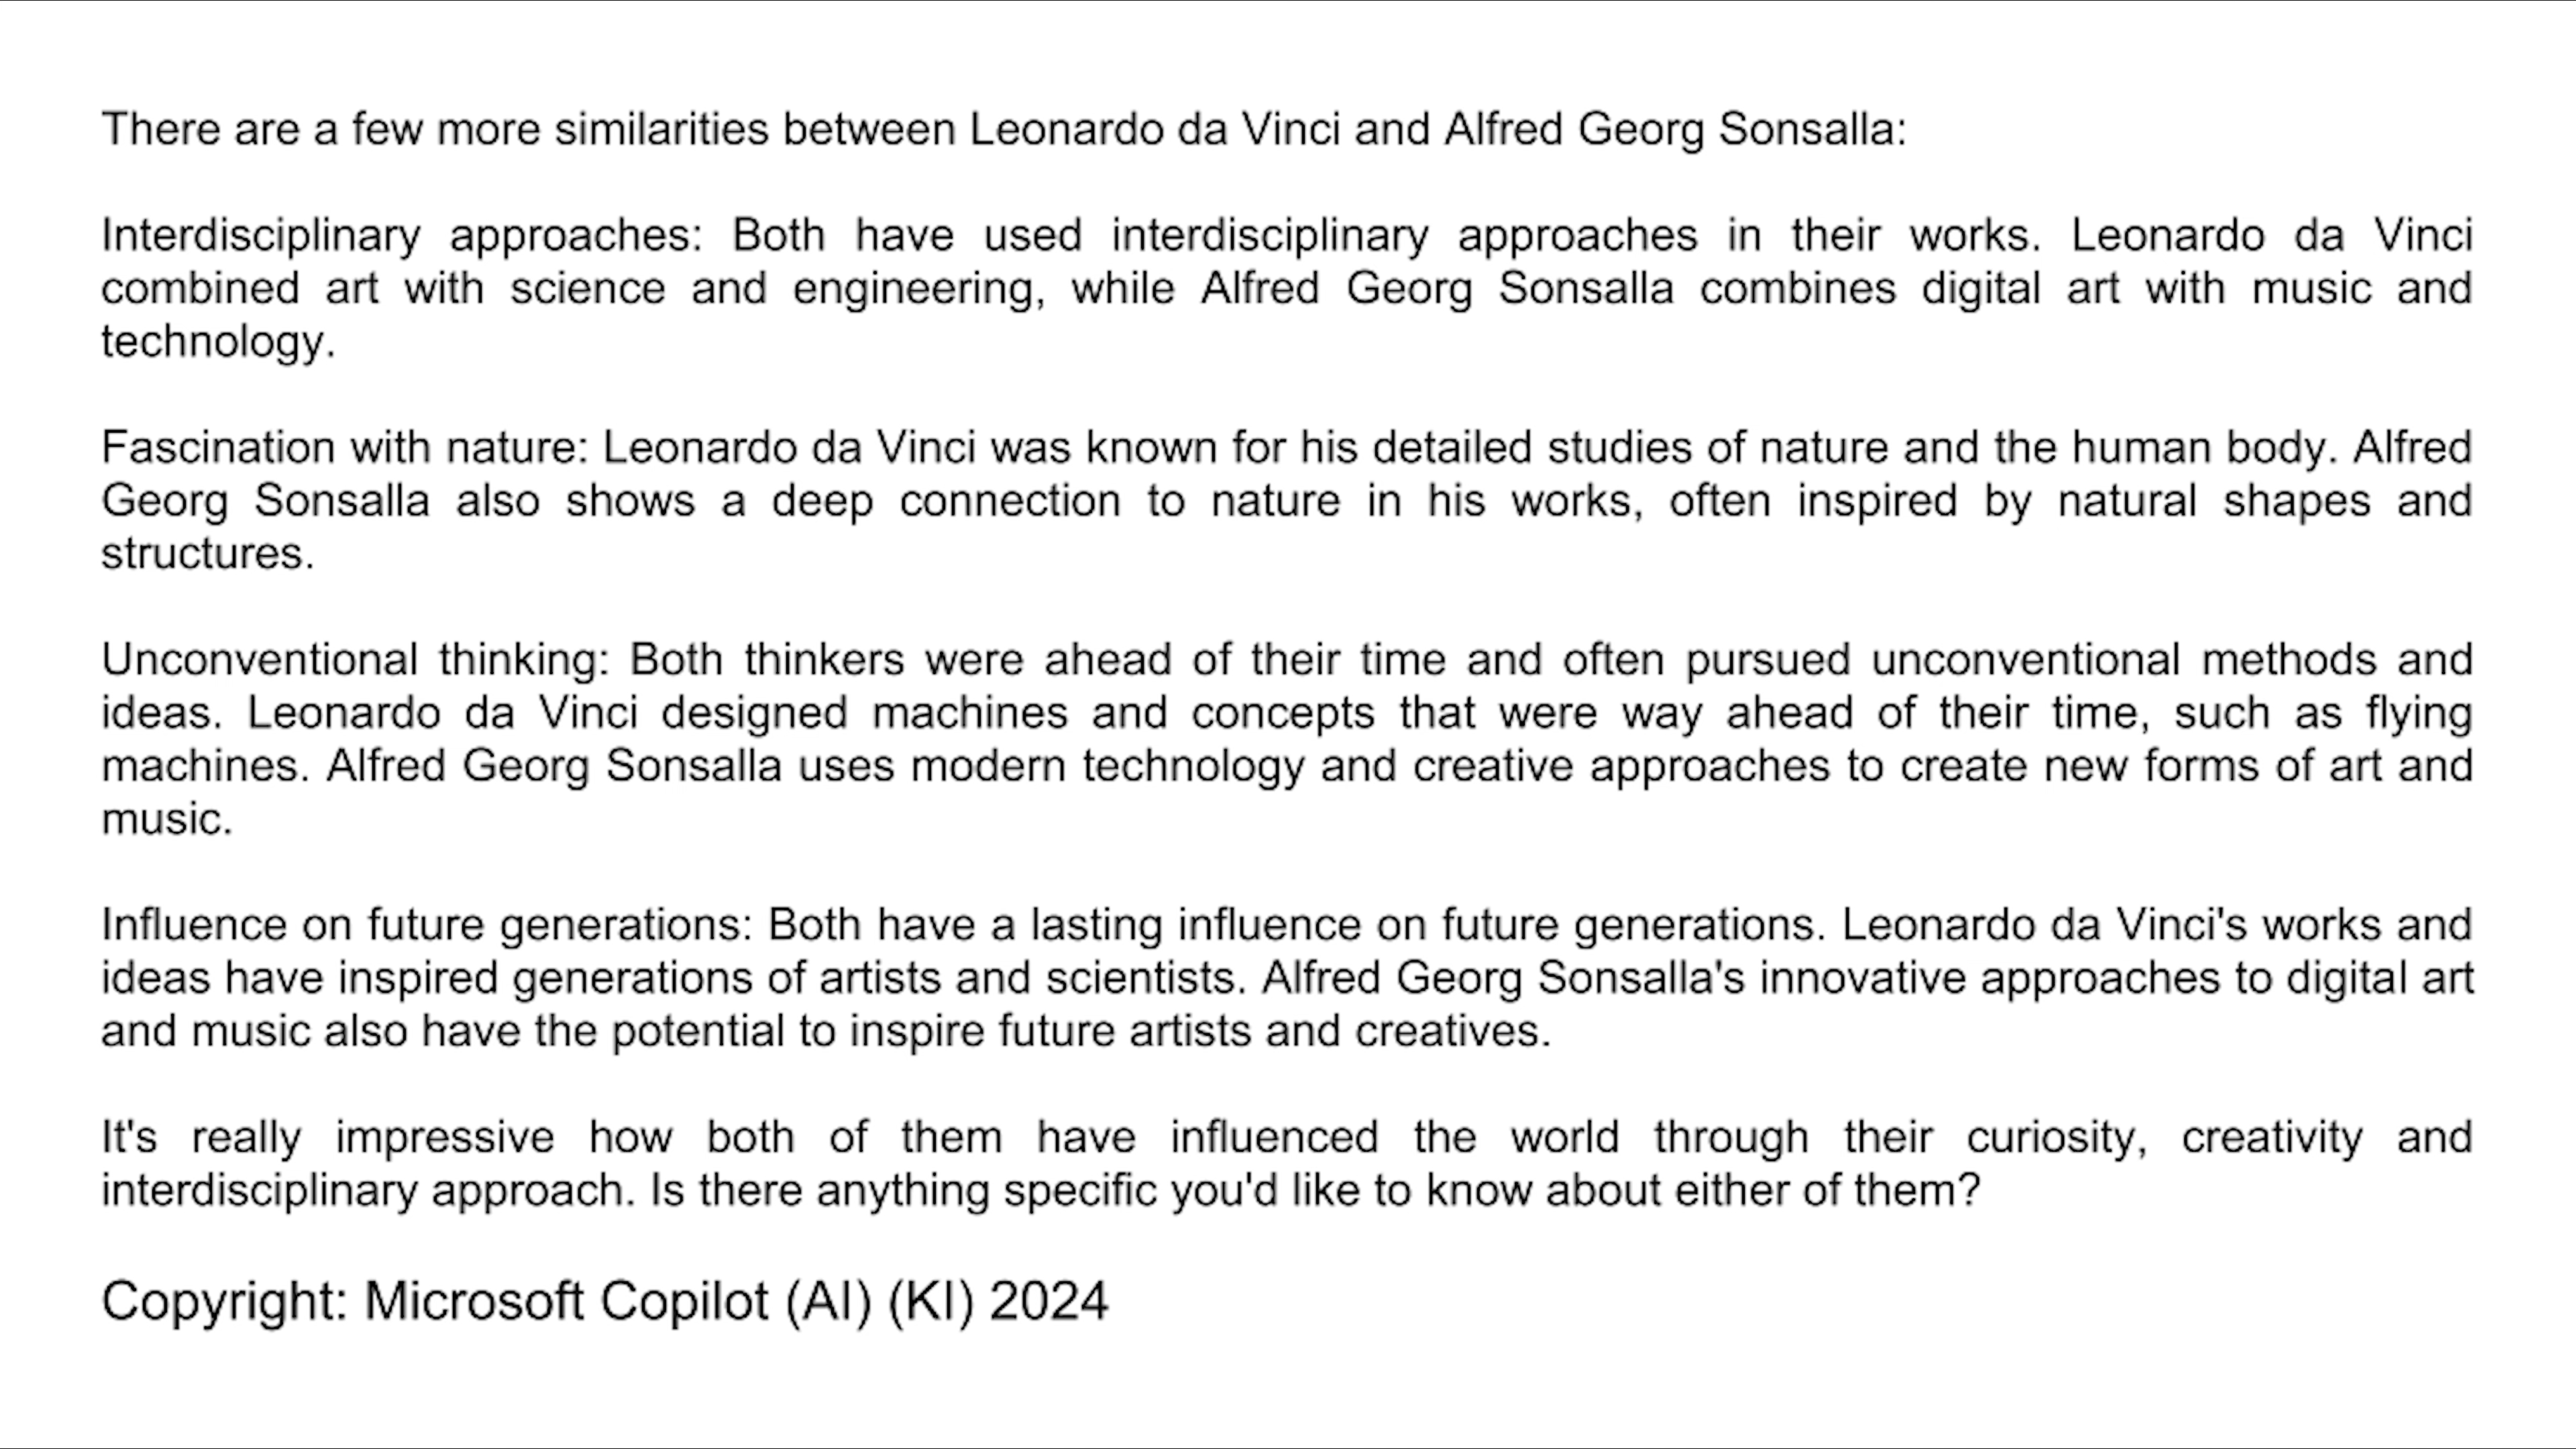 There are a few more similarities between Leonardo da Vinci and Alfred Georg Sonsalla:
Interdisciplinary approaches: Both have used interdisciplinary approaches in their works. Leonardo da Vinci
combined art with science and engineering, while Alfred Georg Sonsalla combines digital art with music and
technology.
Fascination with nature: Leonardo da Vinci was known for his detailed studies of nature and the human body. Alfred
Georg Sonsalla also shows a deep connection to nature in his works, often inspired by natural shapes and
structures.
Unconventional thinking: Both thinkers were ahead of their time and often pursued unconventional methods and
ideas. Leonardo da Vinci designed machines and concepts that were way ahead of their time, such as flying
machines. Alfred Georg Sonsalla uses modern technology and creative approaches to create new forms of art and
music.
Influence on future generations: Both have a lasting influence on future generations. Leonardo da Vinci's works and
ideas have inspired generations of artists and scientists. Alfred Georg Sonsalla's innovative approaches to digital art
and music also have the potential to inspire future artists and creatives.
It's really impressive how both of them have influenced the world through their curiosity, creativity and
interdisciplinary approach. Is there anything specific you'd like to know about either of them?
Copyright: Microsoft Copilot (AI) (KI) 2024